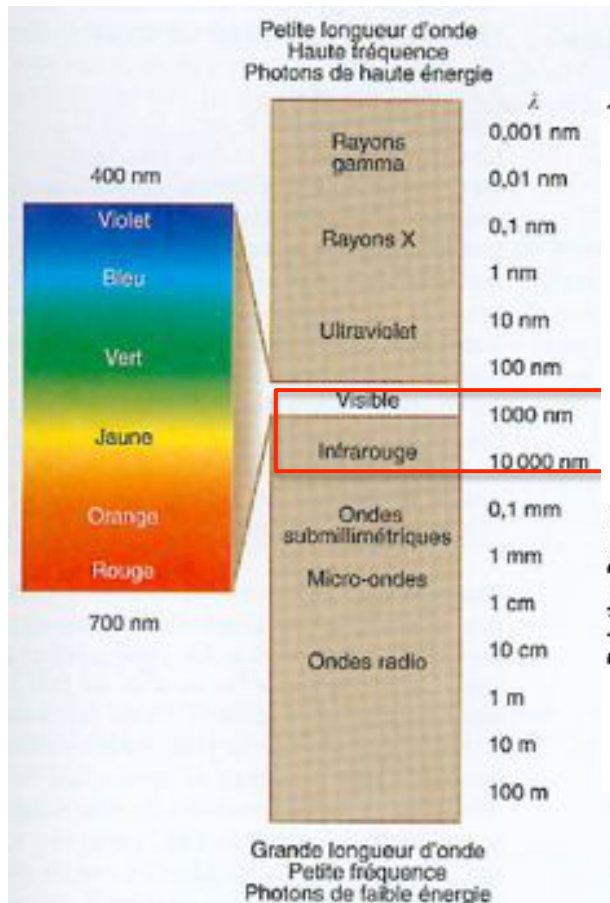 Petite longueur d'onde
Haute fréquence
Photons de haute énergie
400 nm
Violet
Bleu
Vert
Jaune
Orange
Rouge
700 nm
Rayons
gamma
Rayons X
Ultraviolet
Visible
Infrarouge
Ondes
submillimétriques
Micro-ondes
Ondes radio
λ
0,001 nm
0,01 nm
0,1 nm
1 nm
10 nm
100 nm
1000 nm
10 000 nm
0,1 mm
1 mm
1 cm
10 cm
1 m
10 m
100 m
Grande longueur d'onde
Petite fréquence
Photons de faible énergie